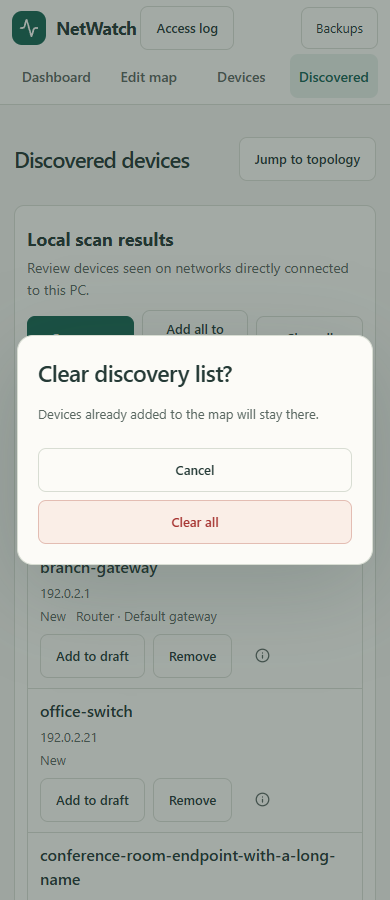 NetWatch
Access log
Backups
Dashboard
Edit map
Devices
Discovered
Discovered devices
Jump to topology
Local scan results
Review devices seen on networks directly connected
to this PC.
Add all to
Clear discovery list?
Devices already added to the map will stay there.
Cancel
Clear all
branch-gateway
192.0.2.1
New Router · Default gateway
Add to draft
Remove
office-switch
192.0.2.21
New
Add to draft
Remove
conference-room-endpoint-with-a-long-
name